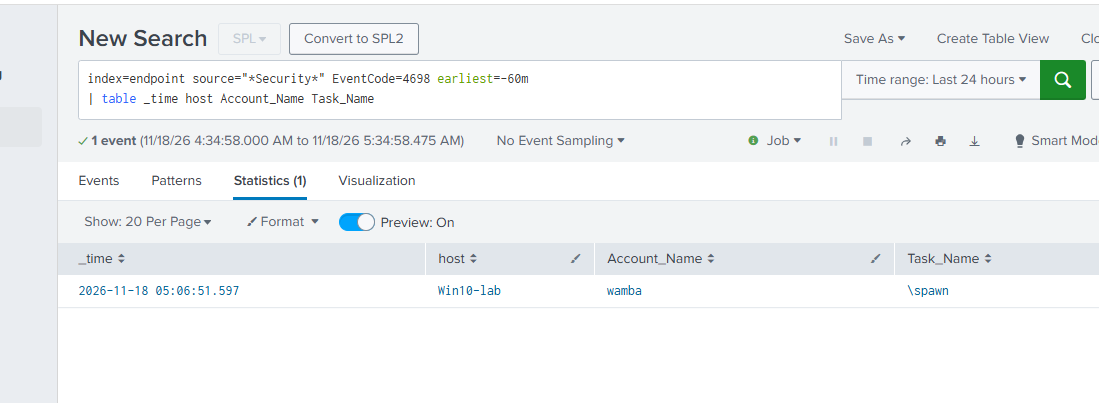 New Search
SPL
Convert to SPL2
Save As
Create Table View
index=endpoint source="*Security*" EventCode=4698 earliest=-60m
| table _time host Account_Name Task_Name
Time range: Last 24 hours
1 event (11/18/26 4:34:58.000 AM to 11/18/26 5:34:58.475 AM)
No Event Sampling
Job
Events
Patterns
Statistics (1)
Visualization
Show: 20 Per Page
Format
Preview: On
_time
host
Account_Name
Task_Name
2026-11-18 05:06:51.597
Win10-lab
wamba
\spawn